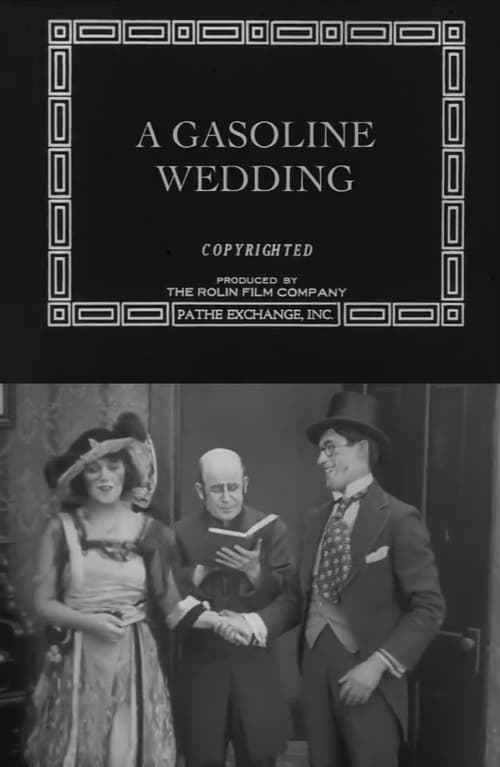 A GASOLINE
WEDDING
COPYRIGHTED
PRODUCED BY
THE ROLIN FILM COMPANY
PATHE EXCHANGE, INC.